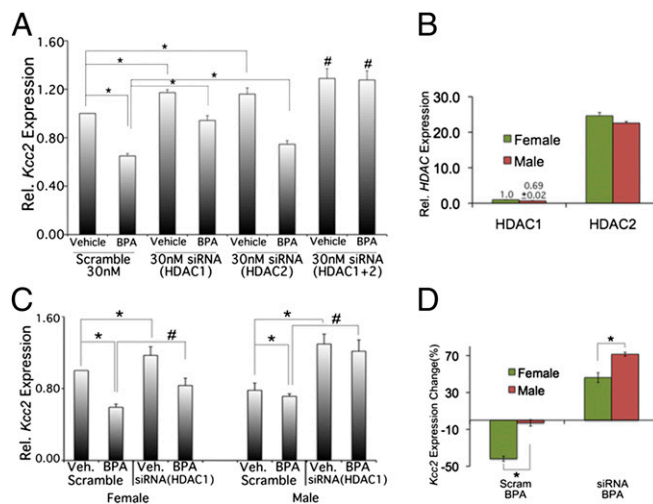 A
Rel. Kcc2 Expression
1.60
1.20
0.80
0.40
0.00
*
*
*
*
*
#
#
Vehicle BPA Vehicle BPA Vehicle BPA Vehicle BPA
Scramble 30nM siRNA 30nM siRNA 30nM siRNA
30nM (HDAC1) (HDAC2) (HDAC1+2)
B
Rel. HDAC Expression
30.0
20.0
10.0
0.0
Female
Male
1.0 0.69
±0.02
HDAC1 HDAC2
C
Rel. Kcc2 Expression
1.60
1.20
0.80
0.00
* *
* # * #
Veh. BPA Veh. BPA Veh. BPA Veh. BPA
Scramble siRNA(HDAC1) Scramble siRNA(HDAC1)
Female Male
D
Kcc2 Expression Change(%)
70
30
-10
-50
Female
Male
*
*
Scram siRNA
BPA BPA